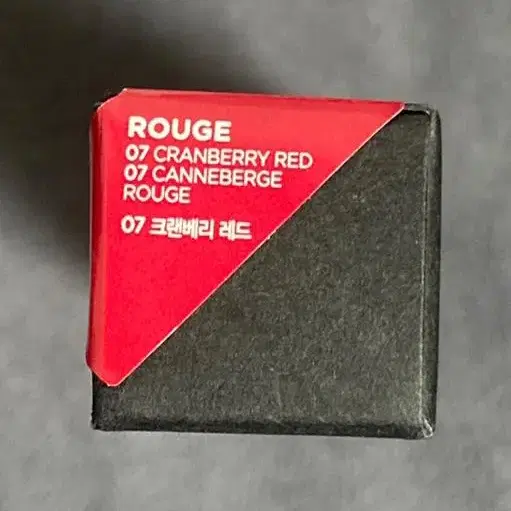 ROUGE
07 CRANBERRY RED
07 CANNEBERGE
ROUGE
07 크랜베리 레드